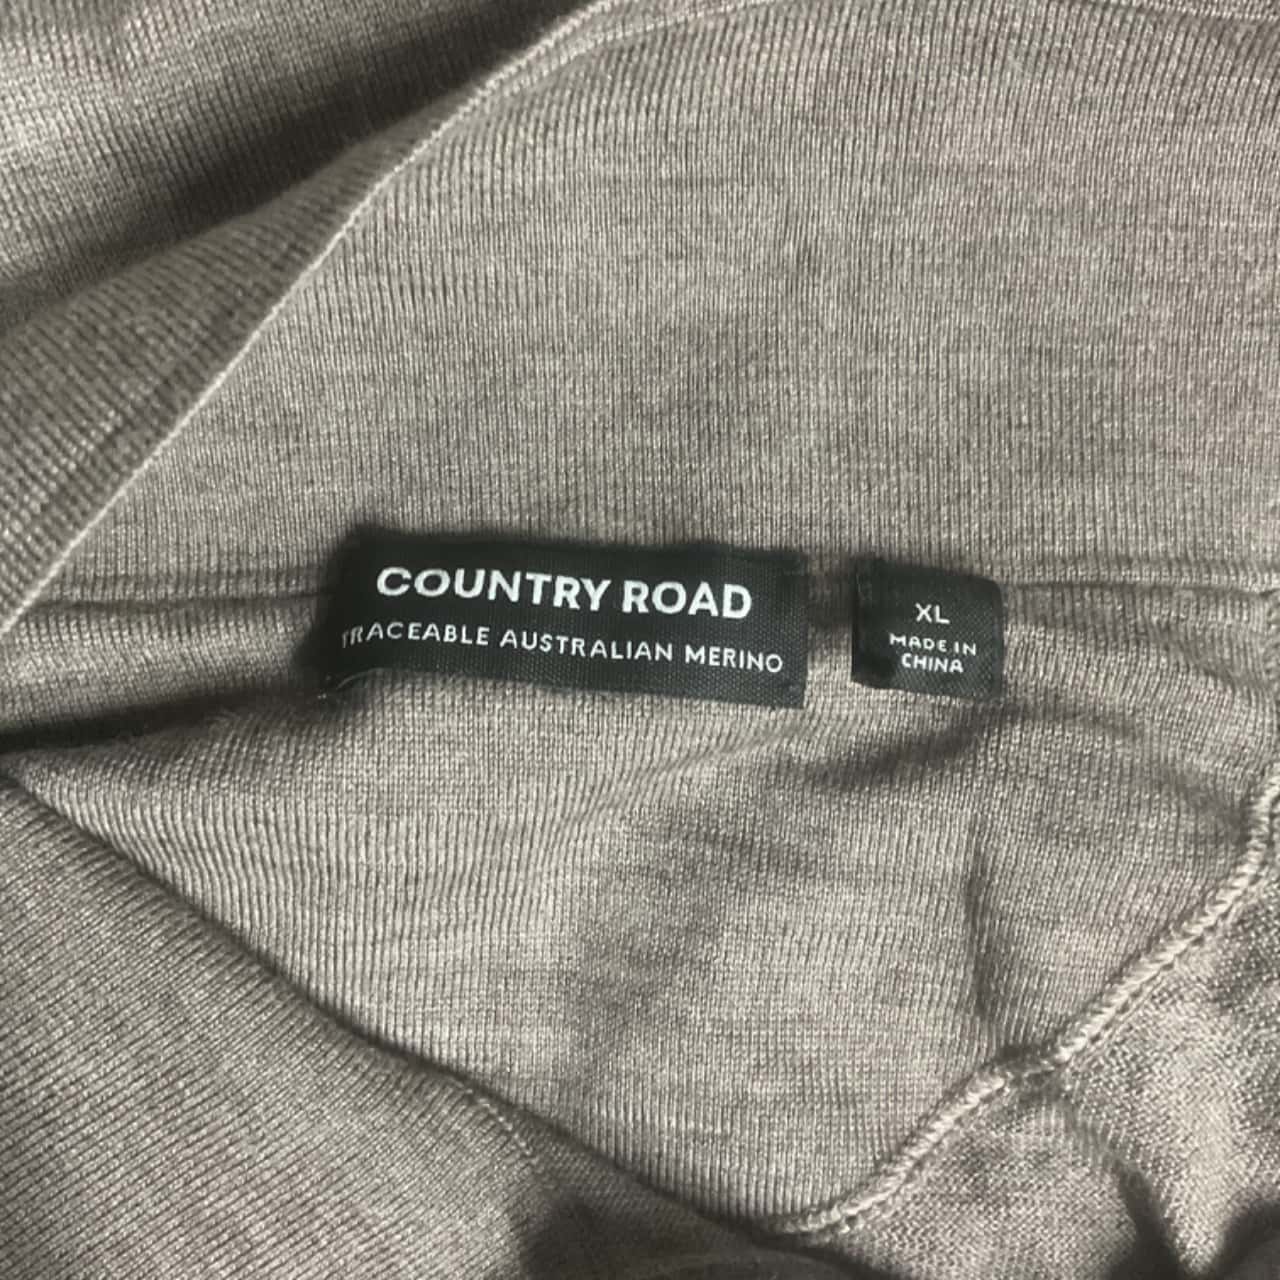 COUNTRY ROAD
TRACEABLE AUSTRALIAN MERINO
XL
MADE IN
CHINA